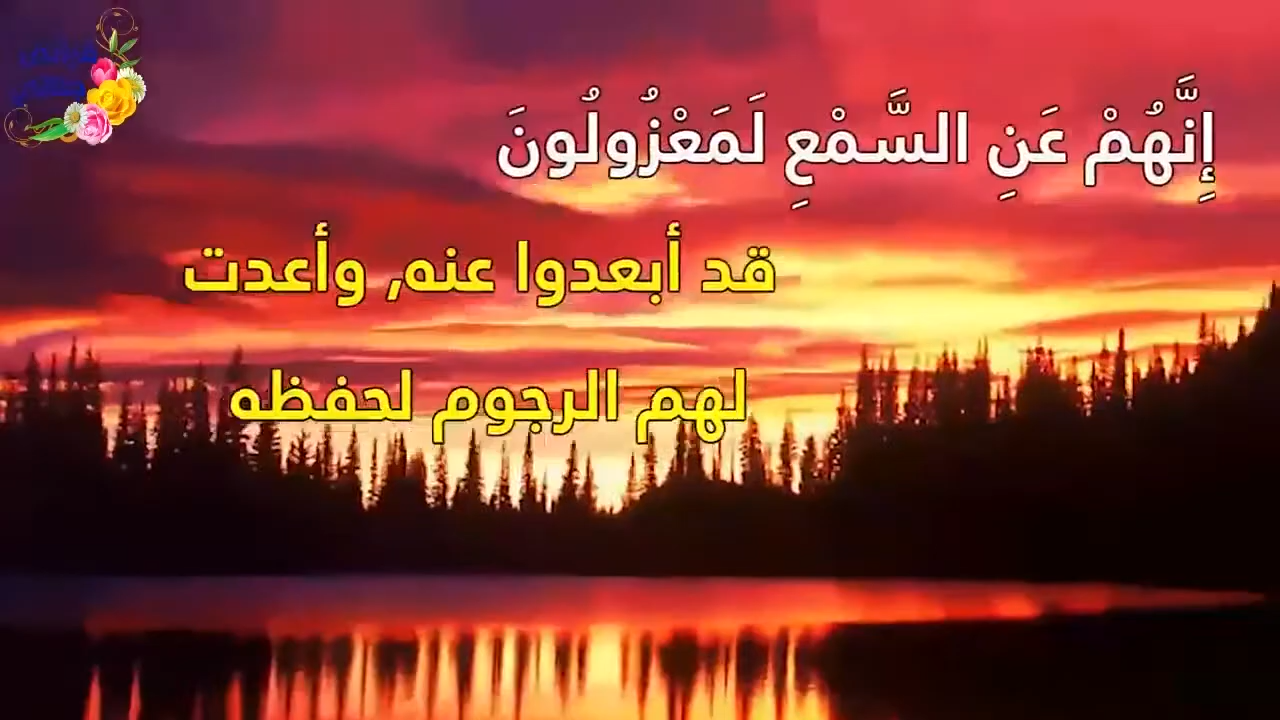 إِنَّهُمْ عَنِ السَّمْعِ لَمَعْزُولُونَ
قد أبعدوا عنه, وأعدت
لهم الرجوم لحفظه